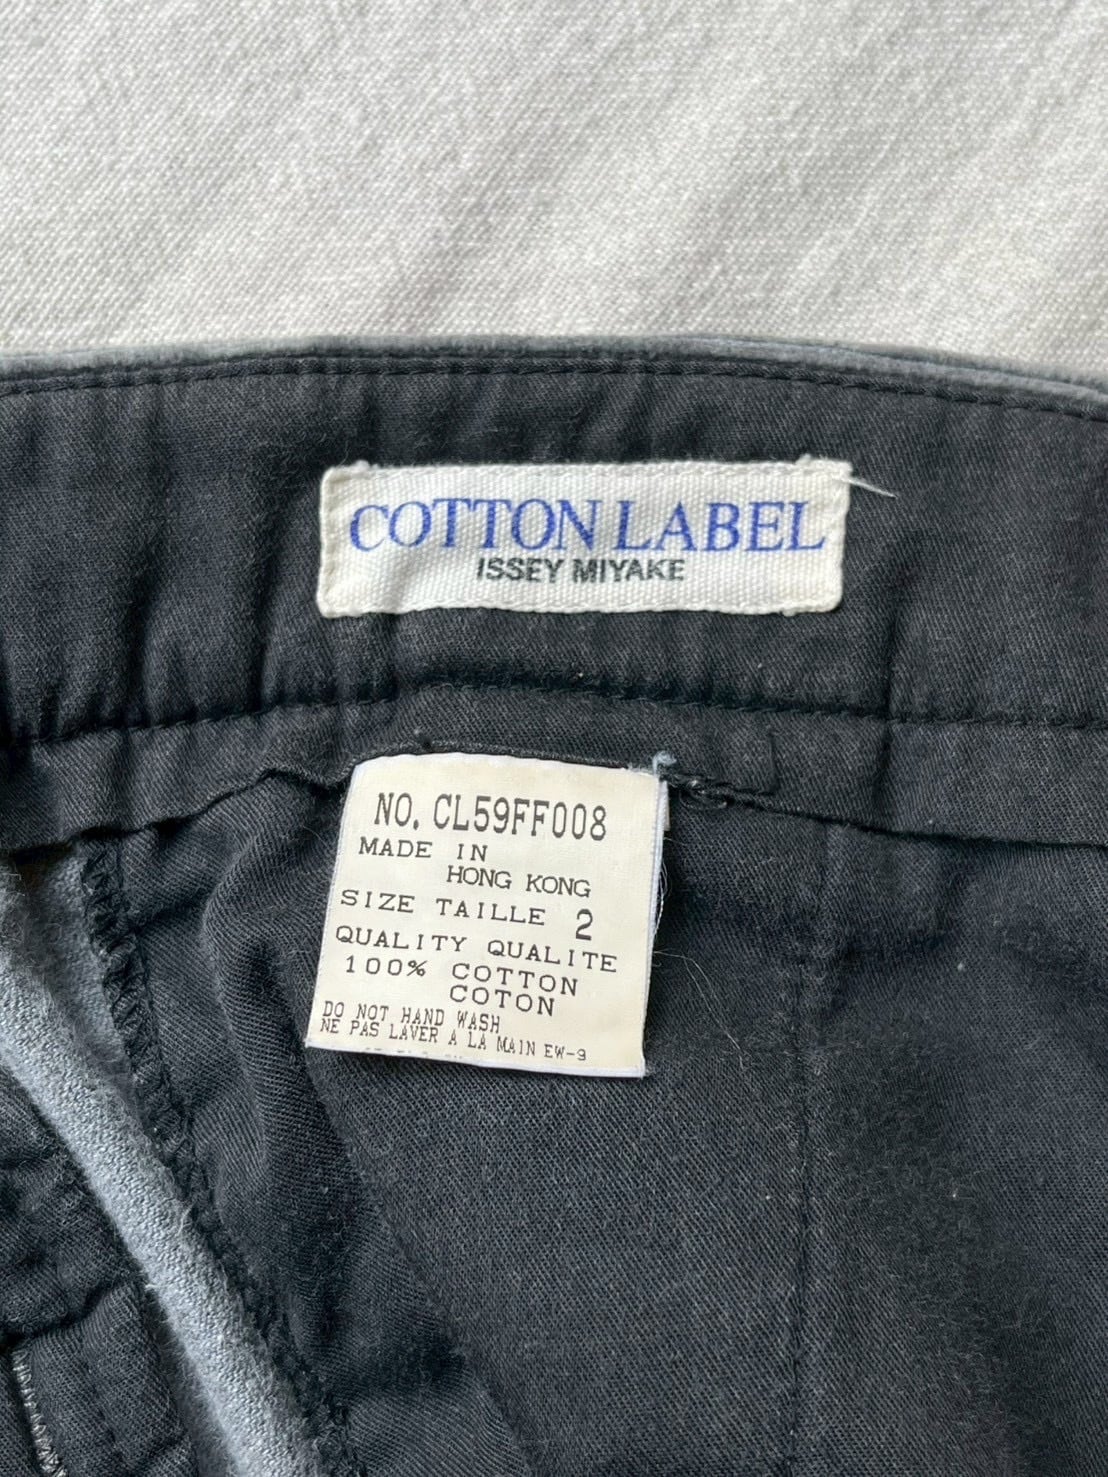 COTTON LABEL
ISSEY MIYAKE
NO. CL59FF008
MADE IN
HONG KONG
SIZE TAILLE 2
QUALITY QUALITE
100% COTTON
COTON
DO NOT HAND WASH
NE PAS LAVER A LA MAIN EW-9